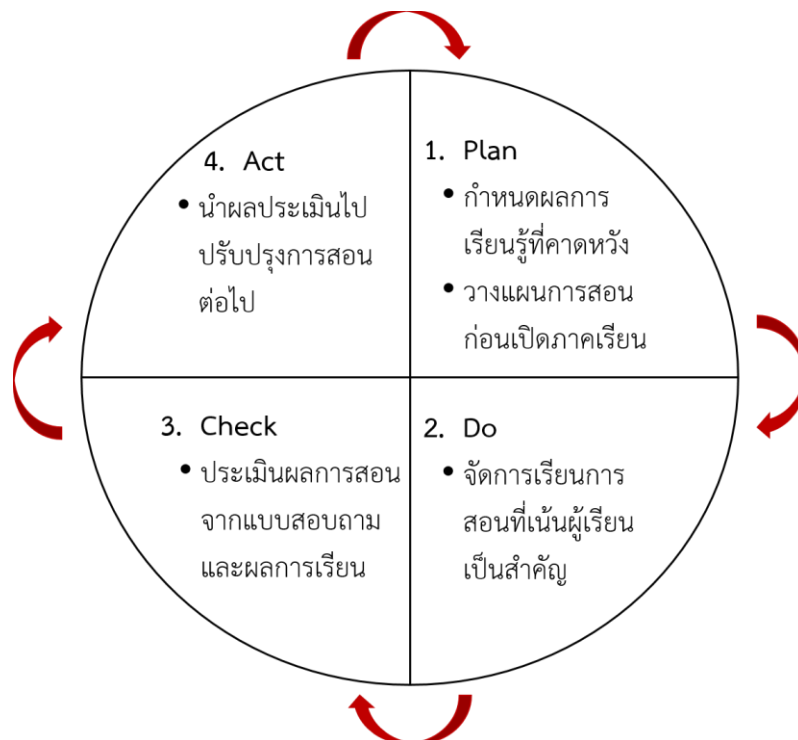 1. Plan
• กำหนดผลการ
เรียนรู้ที่คาดหวัง
• วางแผนการสอน
ก่อนเปิดภาคเรียน
2. Do
• จัดการเรียนการ
สอนที่เน้นผู้เรียน
เป็นสำคัญ
3. Check
• ประเมินผลการสอน
จากแบบสอบถาม
และผลการเรียน
4. Act
• นำผลประเมินไป
ปรับปรุงการสอน
ต่อไป